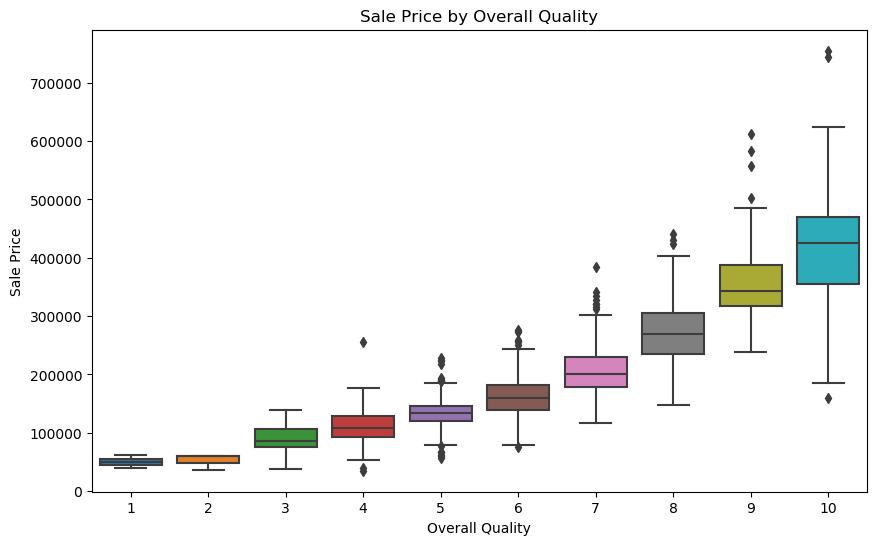 Sale Price by Overall Quality
Sale Price
700000
600000
500000
400000
300000
200000
100000
0
1 2 3 4 5 6 7 8 9 10
Overall Quality